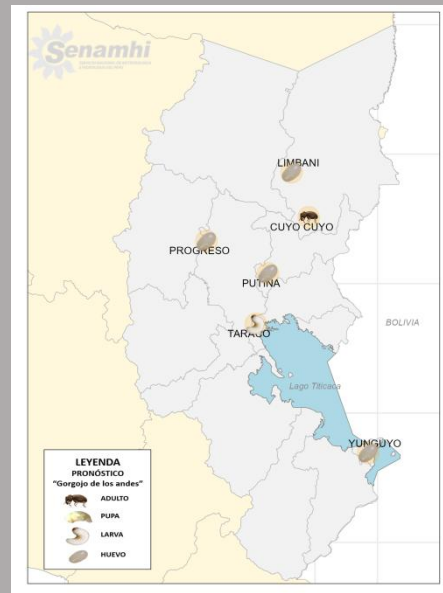 Senamhi
LIMBANI
CUYO CUYO
PROGRESO
PUTINA
TARACO
BOLIVIA
Lago Titicaca
YUNGUYO
LEYENDA
PRONÓSTICO
"Gorgojo de los andes"
ADULTO
PUPA
LARVA
HUEVO